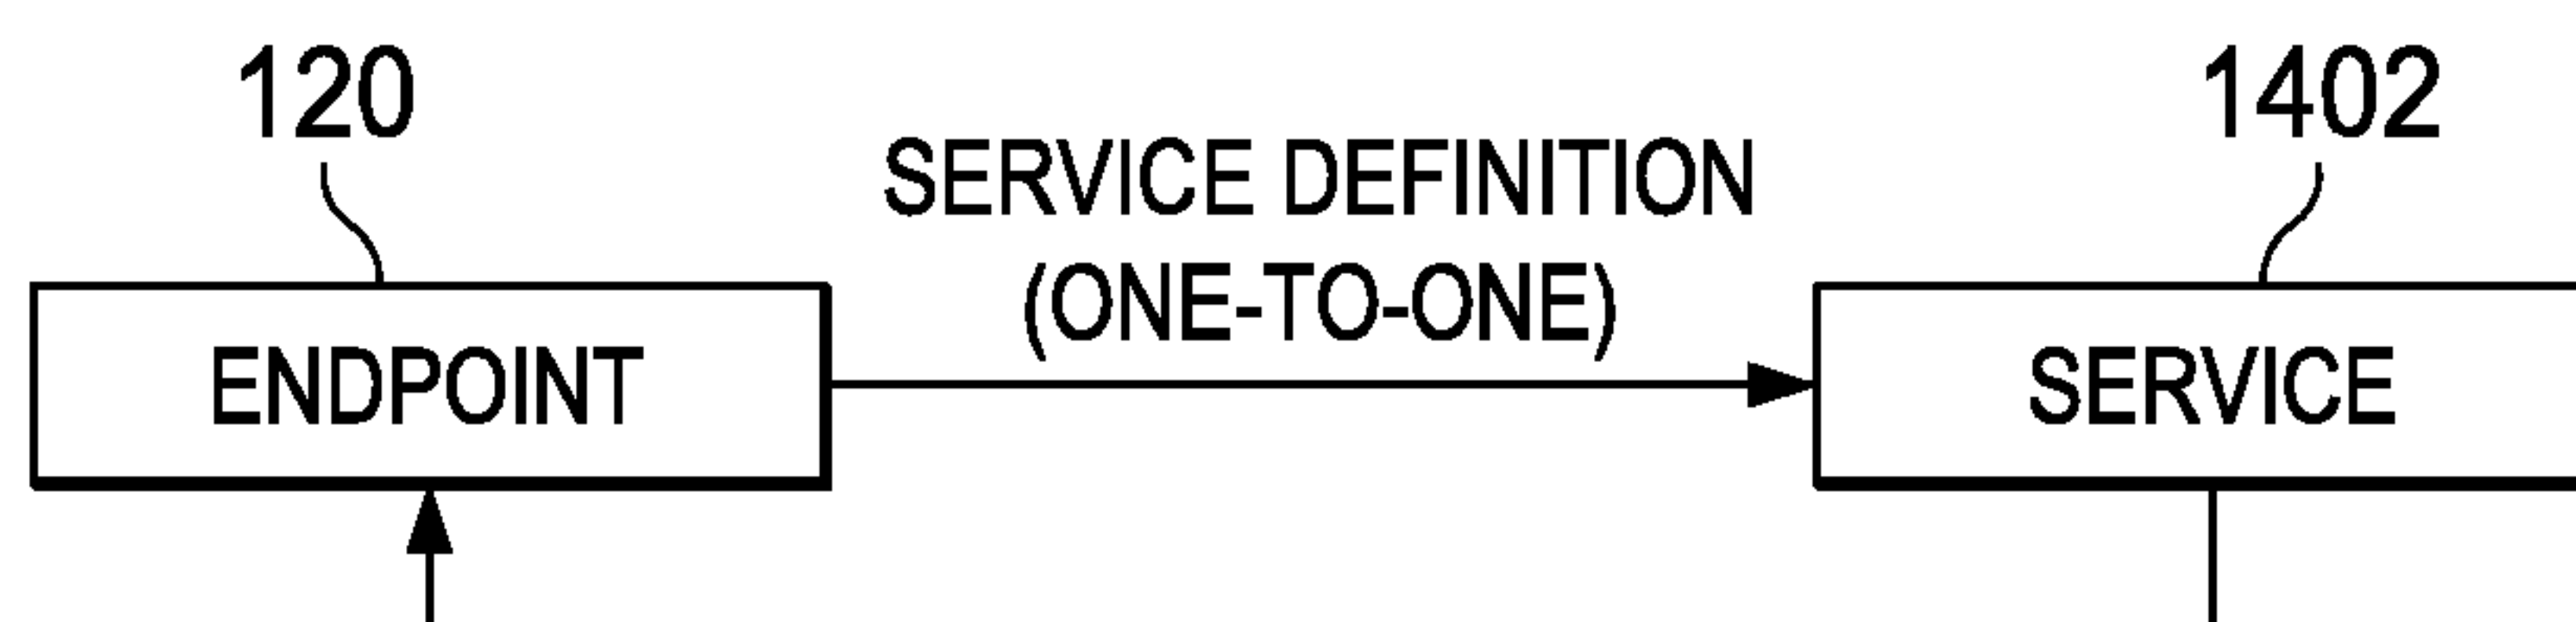 120
1402
SERVICE DEFINITION
(ONE-TO-ONE)
ENDPOINT
SERVICE